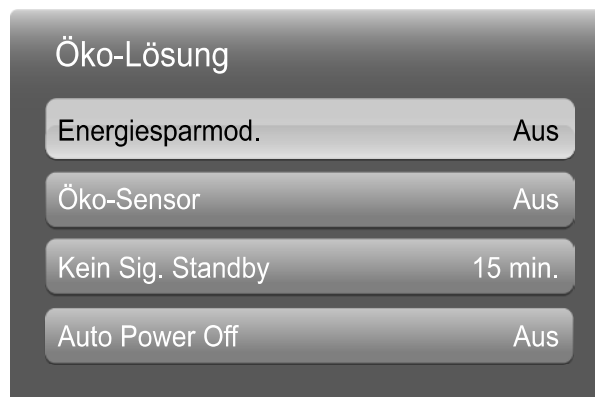 Öko-Lösung
Energiesparmod. Aus
Öko-Sensor Aus
Kein Sig. Standby 15 min.
Auto Power Off Aus